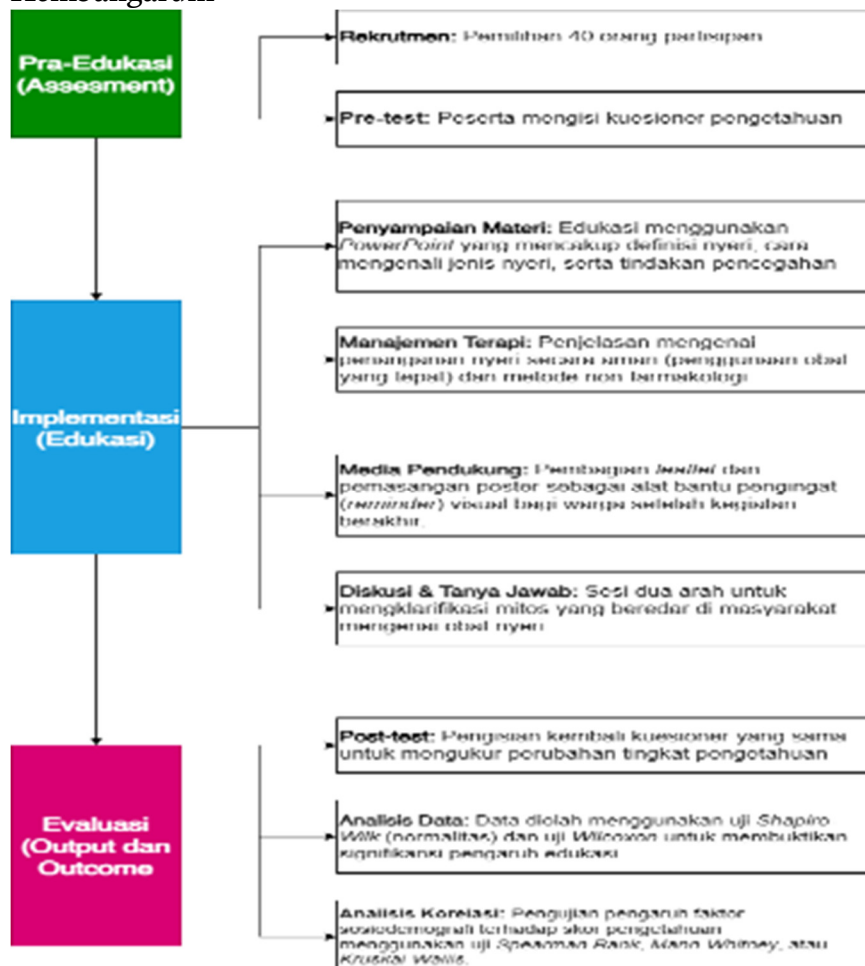 Pra-Edukasi
(Assesment)
Rekrutmen: Pemilihan 40 orang partisipan
Pre-test: Peserta mengisi kuesioner pengetahuan
Penyampaian Materi: Edukasi menggunakan
PowerPoint yang mencakup definisi nyeri, cara
mengenali jenis nyeri, serta tindakan pencegahan
Implementasi
(Edukasi)
Manajemen Terapi: Penjelasan mengenai
penanganan nyeri secara aman (penggunaan obat
yang tepat) dan metode non farmakologi
Media Pendukung: Pembagian leaflet dan
pemasangan poster sebagai alat bantu pengingat
(reminder) visual bagi warga setelah kegiatan
berakhir.
Diskusi & Tanya Jawab: Sesi dua arah untuk
mengklarifikasi mitos yang beredar di masyarakat
mengenai obat nyeri
Evaluasi
(Output dan
Outcome
Post-test: Pengisian kembali kuesioner yang sama
untuk mengukur perubahan tingkat pengetahuan
Analisis Data: Data diolah menggunakan uji Shapiro
Wilk (normalitas) dan uji Wilcoxon untuk membuktikan
signifikansi pengaruh edukasi
Analisis Korelasi: Pengujian pengaruh faktor
sosiodemografi terhadap skor pengetahuan
menggunakan uji Spearman Rank, Mann Whitney, atau
Kruskal Wallis.